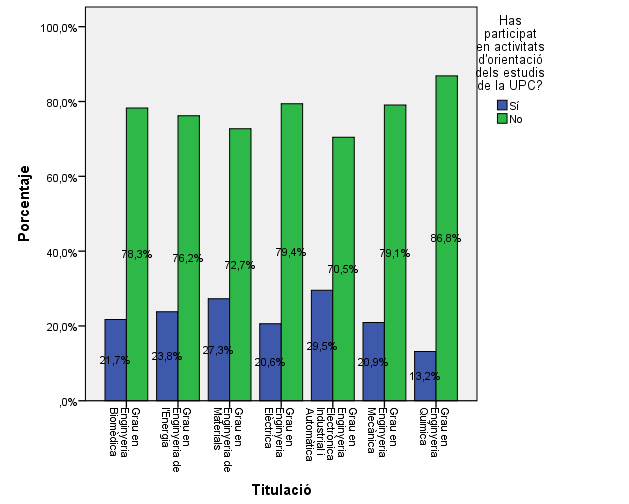 Has
participat
en activitats
d'orientació
dels estudis
de la UPC?
Sí
No
Porcentaje
100,0%
80,0%
60,0%
40,0%
20,0%
,0%
21,7%
78,3%
23,8%
76,2%
27,3%
72,7%
20,6%
79,4%
29,5%
70,5%
20,9%
79,1%
13,2%
86,8%
Grau en
Enginyeria
Biomèdica
Grau en
Enginyeria de
l'Energia
Grau en
Enginyeria de
Materials
Grau en
Enginyeria
Elèctrica
Grau en
Enginyeria
Electrònica
Industrial i
Automàtica
Grau en
Enginyeria
Mecànica
Grau en
Enginyeria
Química
Titulació